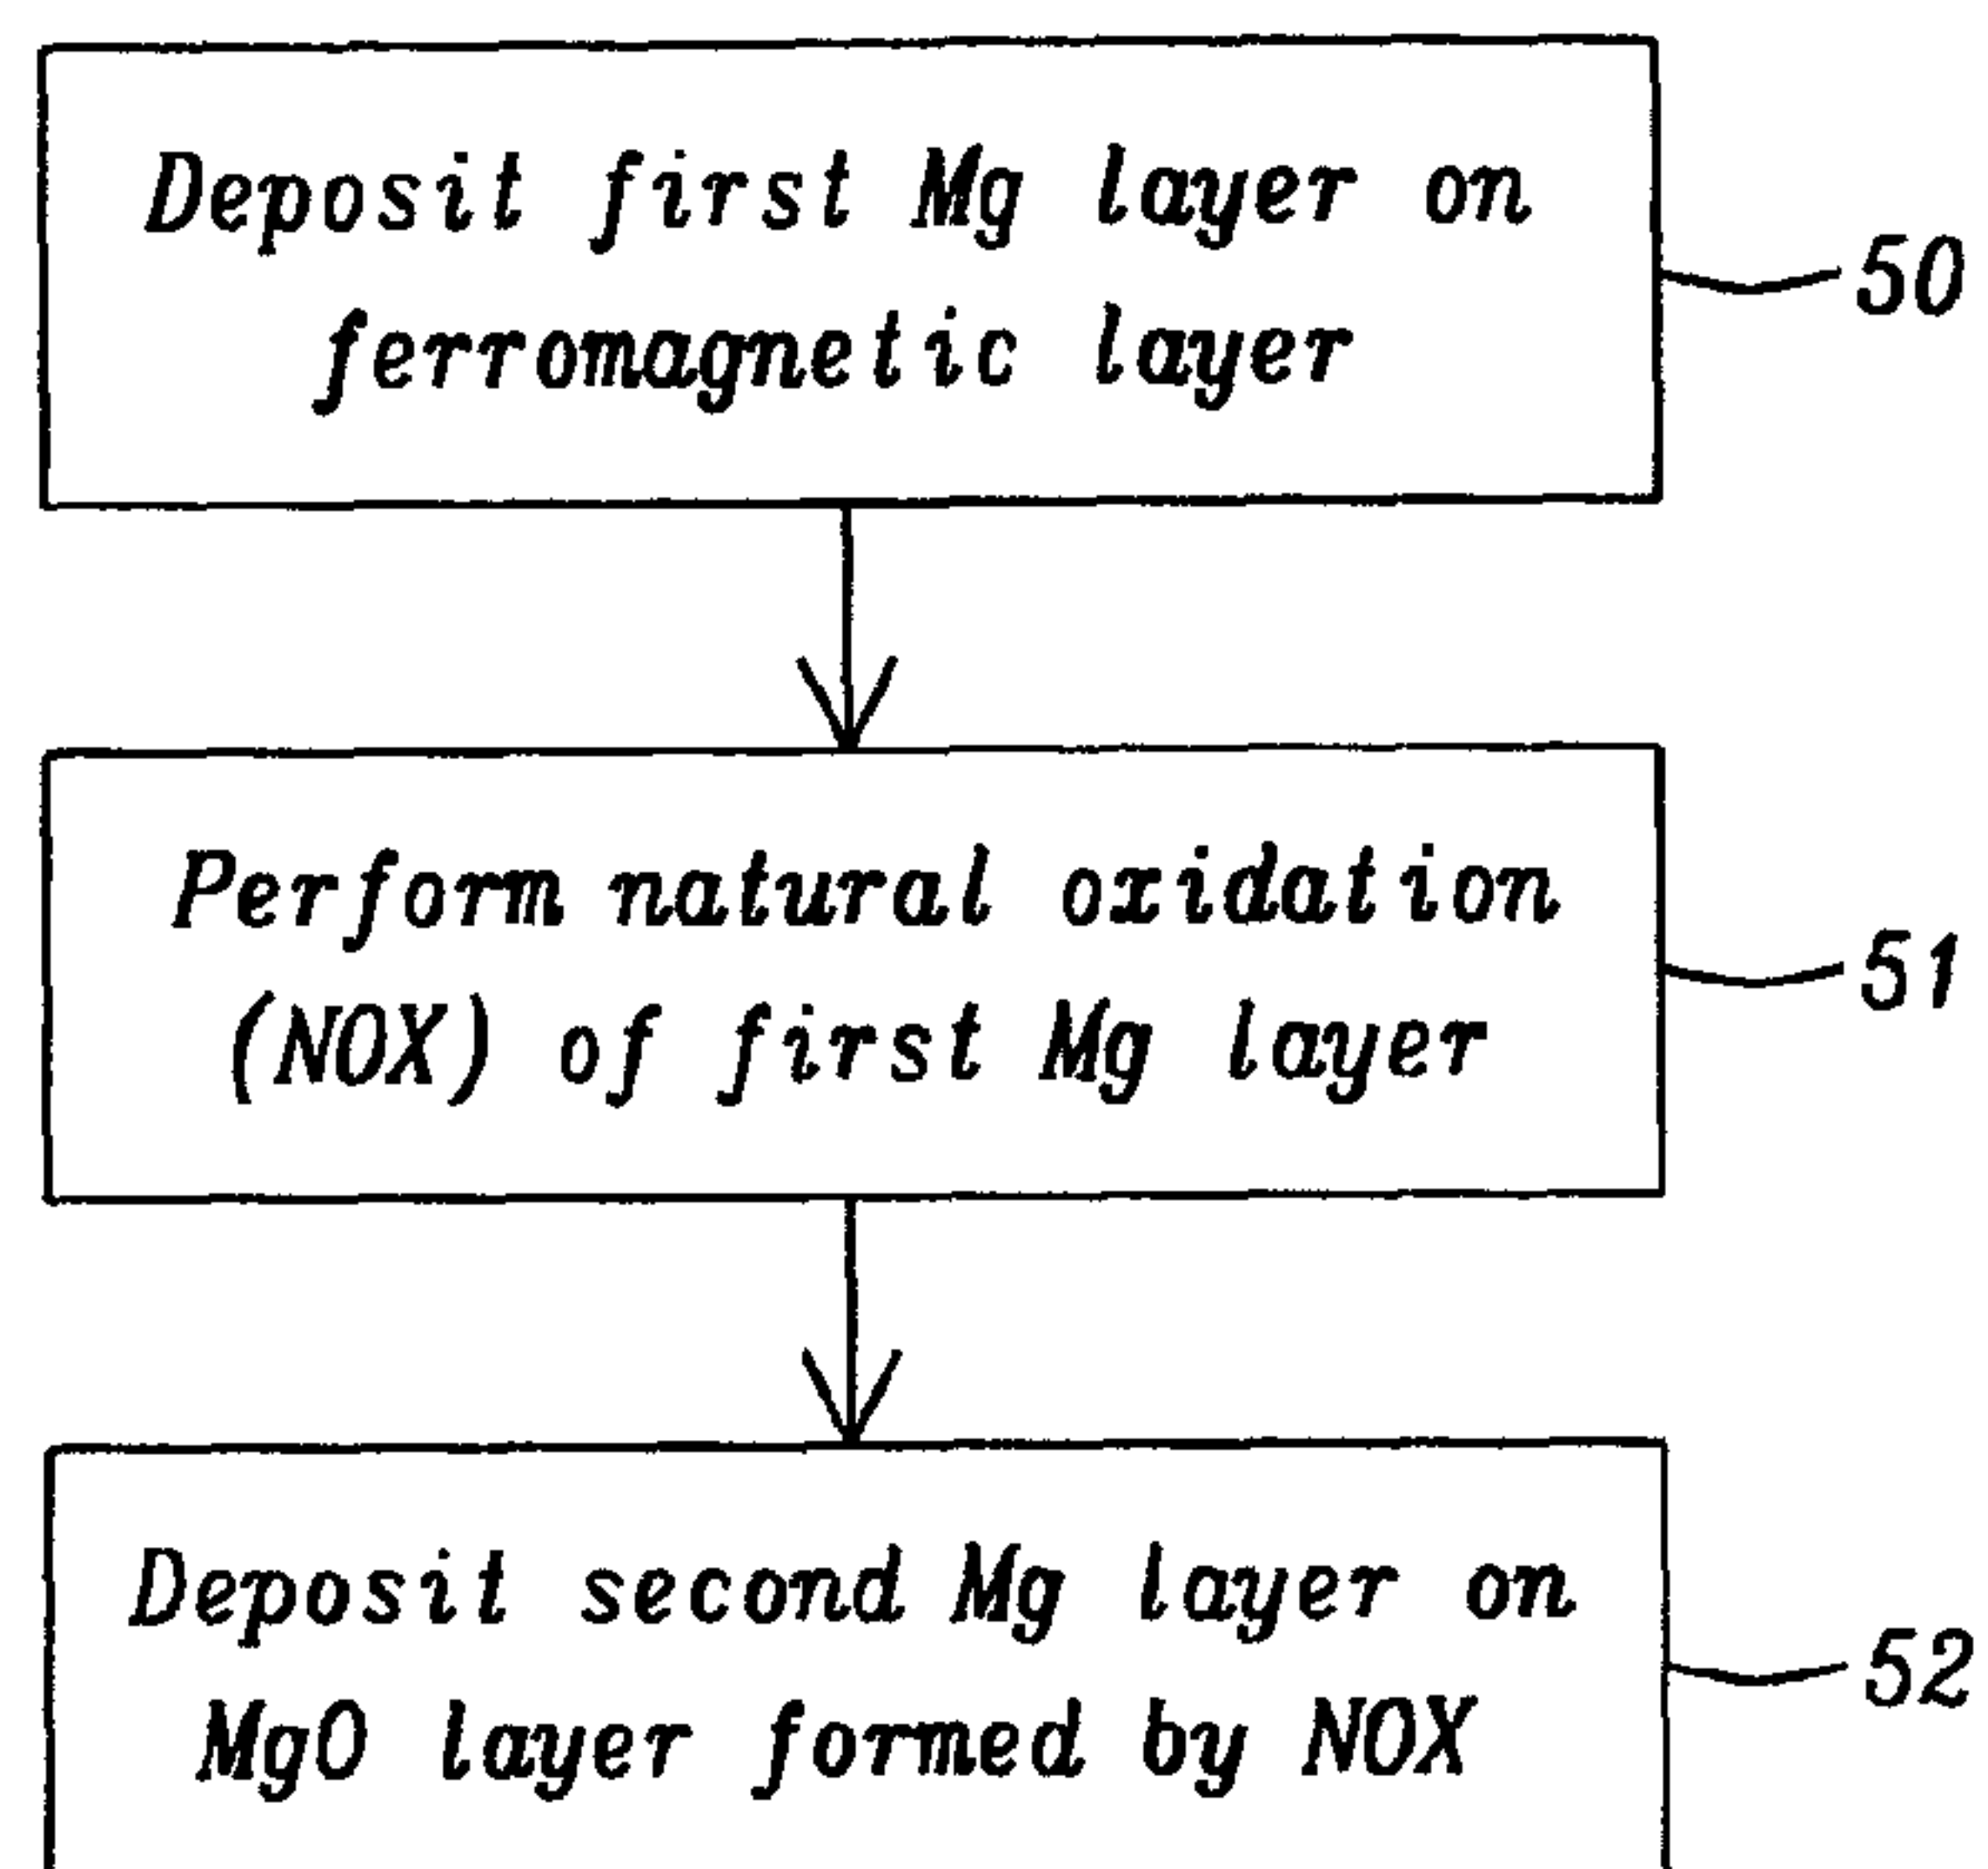 Deposit first Mg layer on
ferromagnetic layer
50
Perform natural oxidation
(NOX) of first Mg layer
51
Deposit second Mg layer on
MgO layer formed by NOX
52